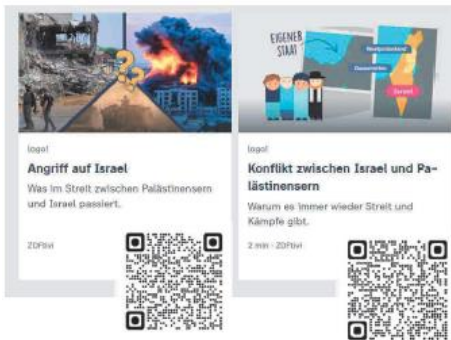 ??
logo!
Angriff auf Israel
Was im Streit zwischen Palästinensern
und Israel passiert.
ZDFtivi
EIGENER
STAAT
Westjordanland
Gazastreifen
Israel
logo!
Konflikt zwischen Israel und Pa-
lästinensern
Warum es immer wieder Streit und
Kämpfe gibt.
2 min · ZDFtivi